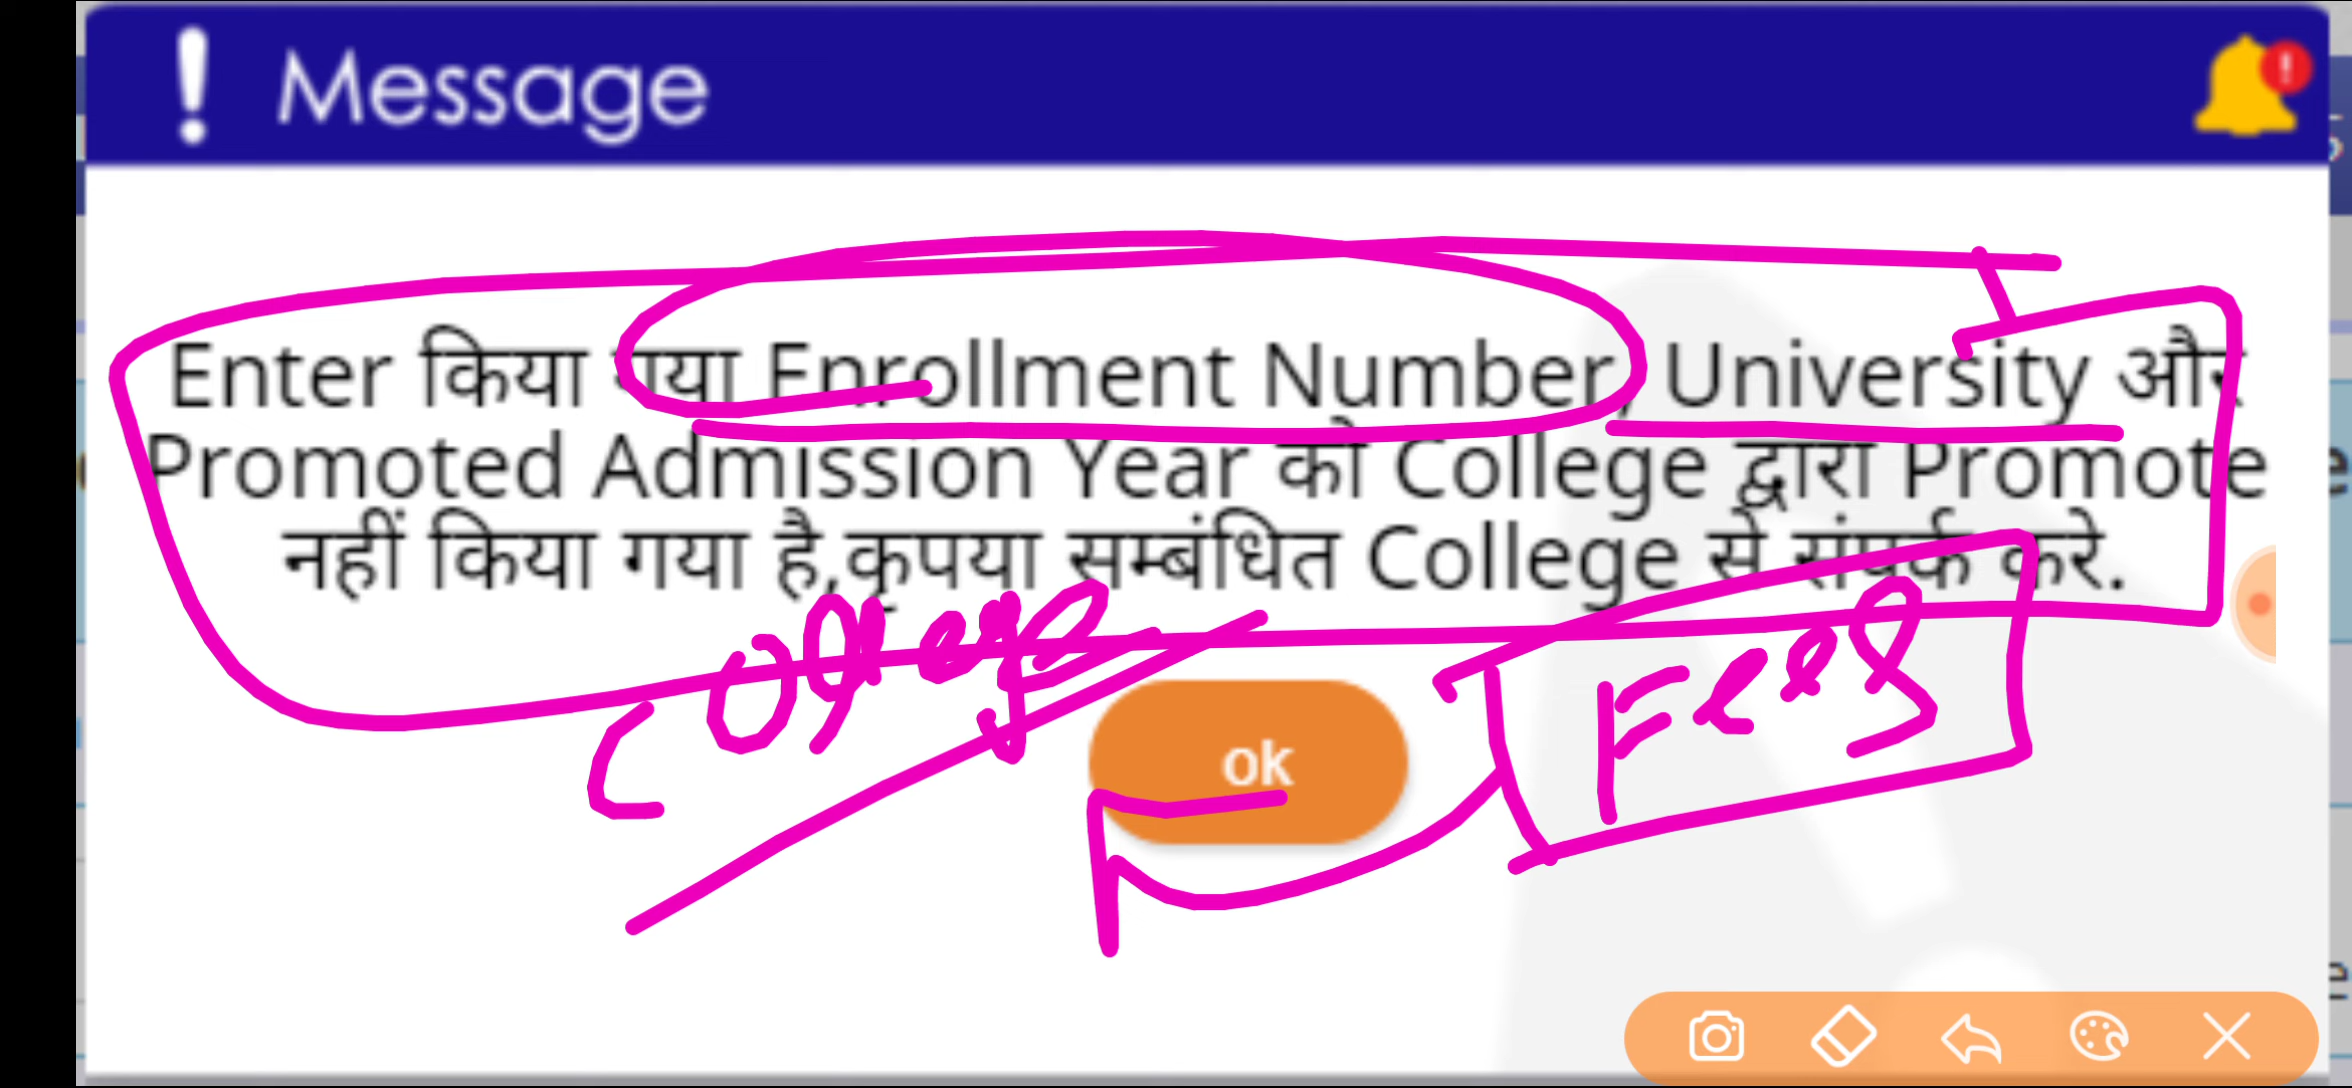 ! Message
Enter किया गया Enrollment Number, University और
Promoted Admission Year को College द्वारा Promote
नहीं किया गया है,कृपया सम्बंधित College से संपर्क करे.
College
Fees
ok